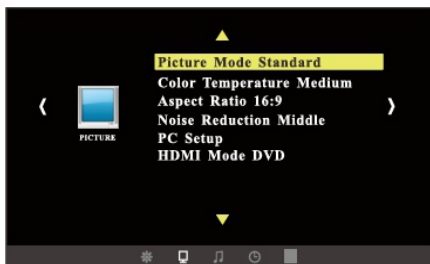 Picture Mode Standard
Color Temperature Medium
Aspect Ratio 16:9
Noise Reduction Middle
PICTURE
PC Setup
HDMI Mode DVD